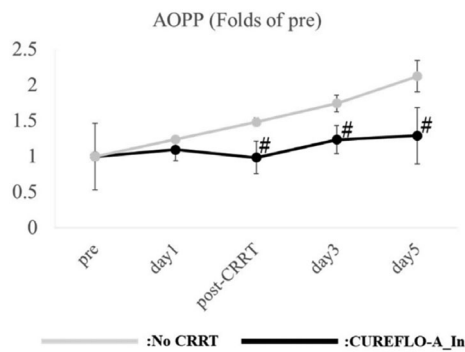 AOPP (Folds of pre)
2.5
2
1.5
1
0.5
0
#
#
#
pre
day1
post-CRRT
day3
day5
:No CRRT
:CUREFLO-A_In